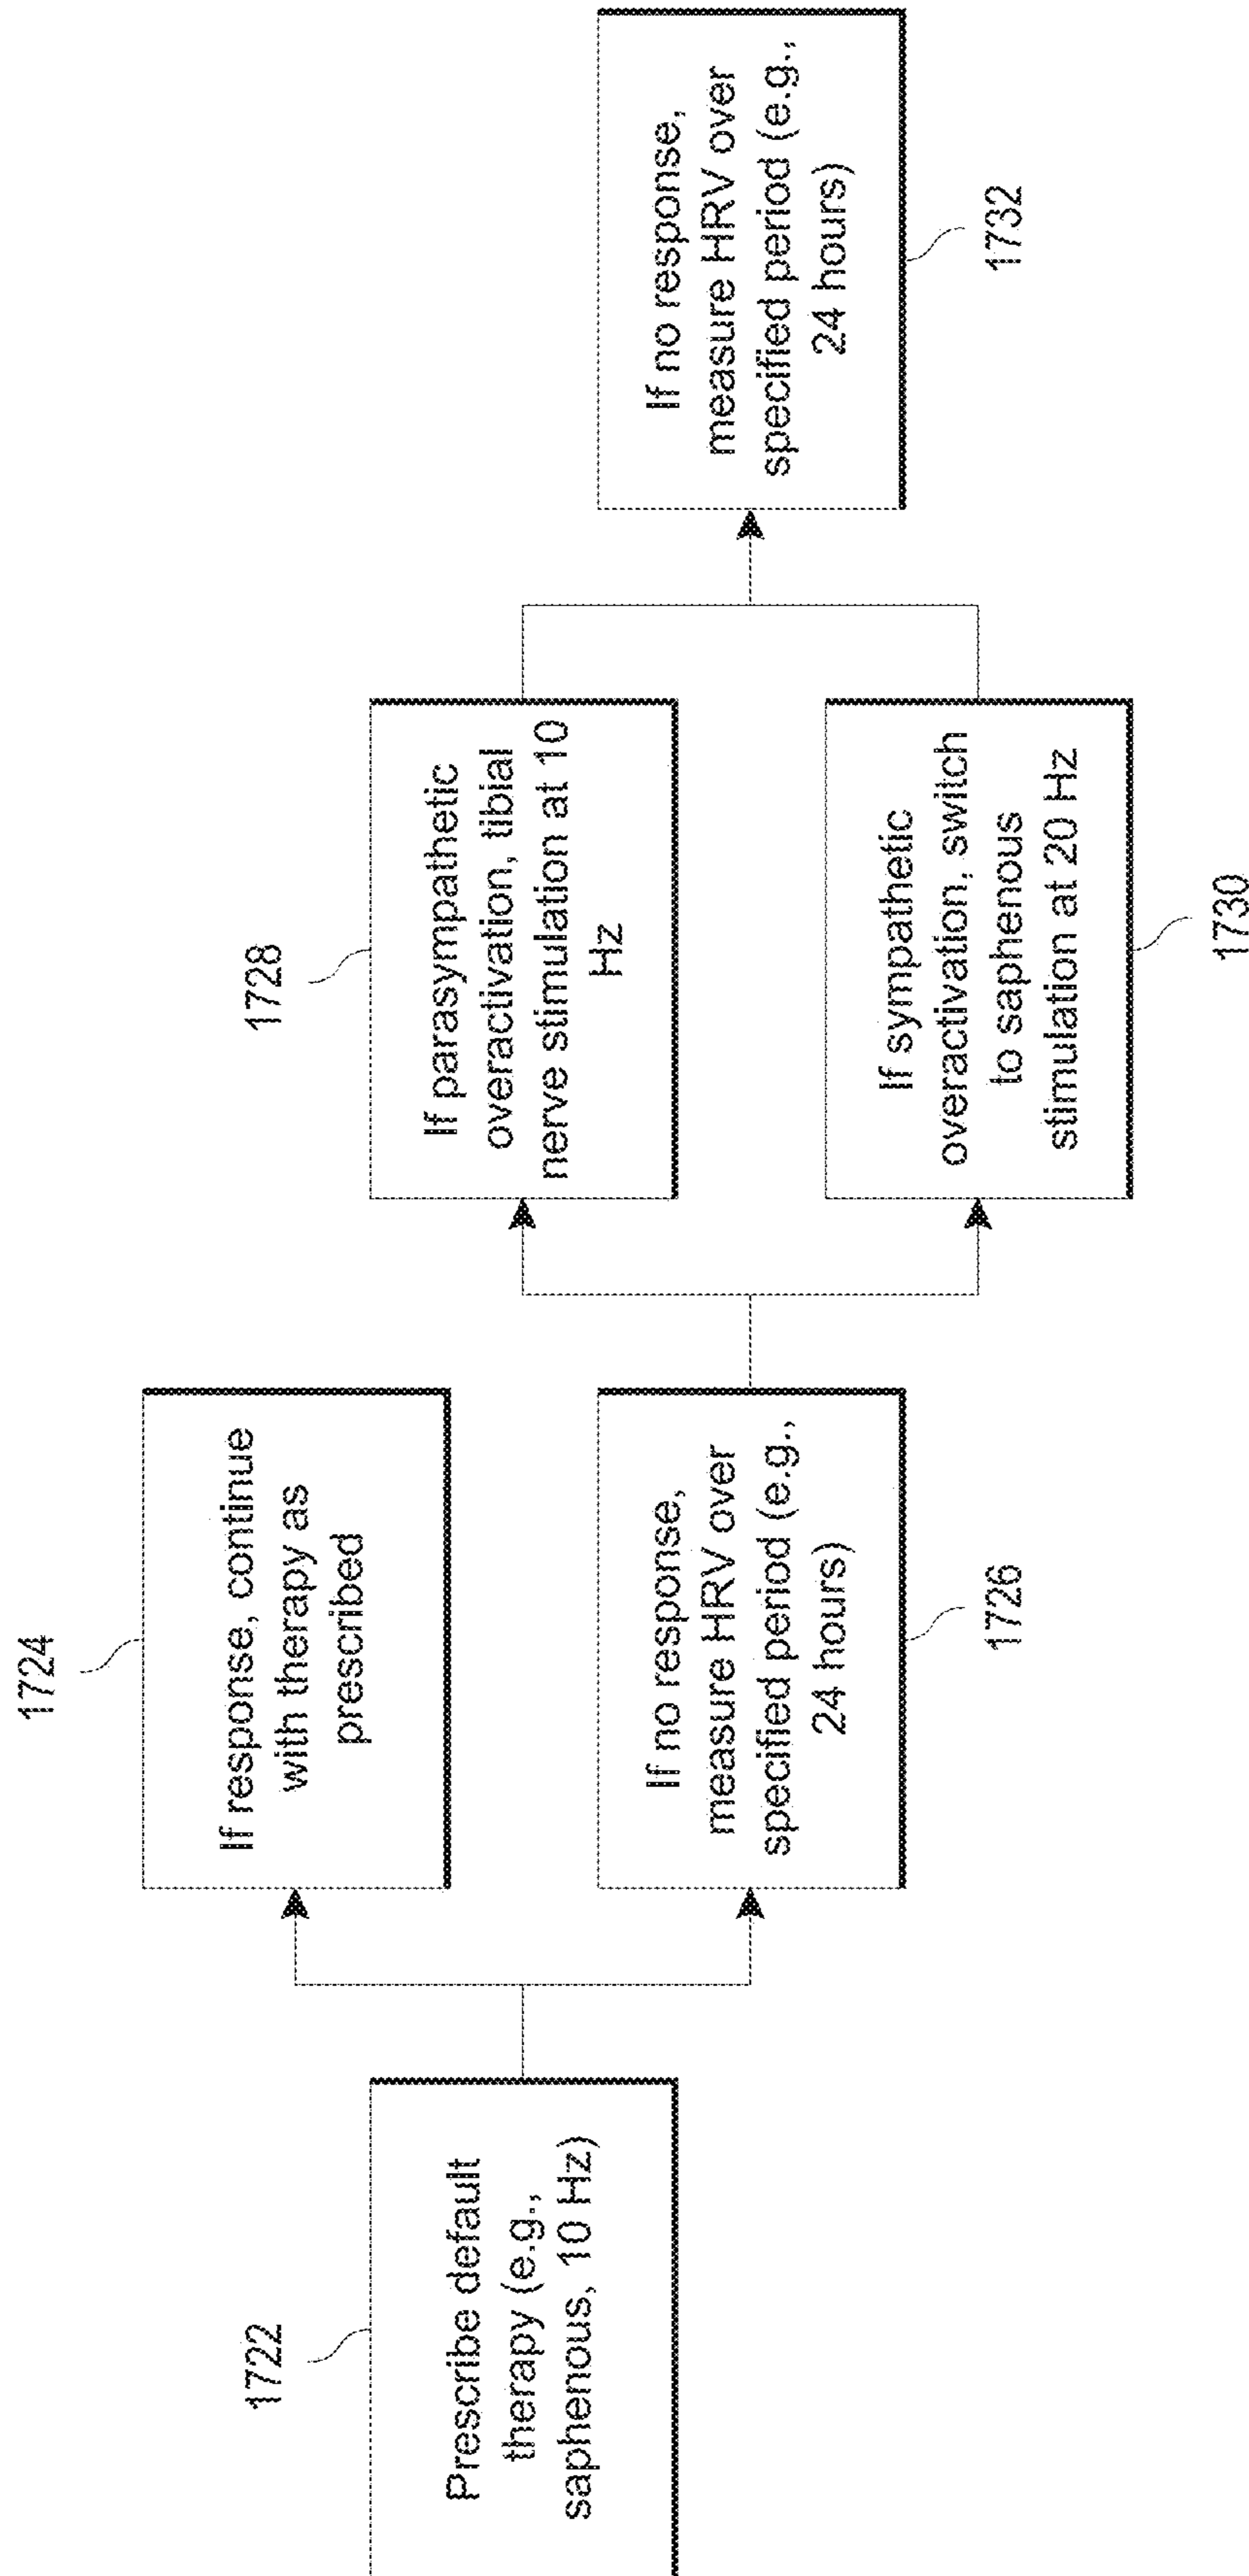 1722
Prescribe default
therapy (e.g.,
saphenous, 10 Hz)
1724
If response, continue
with therapy as
prescribed
If no response,
measure HRV over
specified period (e.g.,
24 hours)
1726
1728
If parasympathetic
overactivation, tibial
nerve stimulation at 10
Hz
If sympathetic
overactivation, switch
to saphenous
stimulation at 20 Hz
1730
If no response,
measure HRV over
specified period (e.g.,
24 hours)
1732